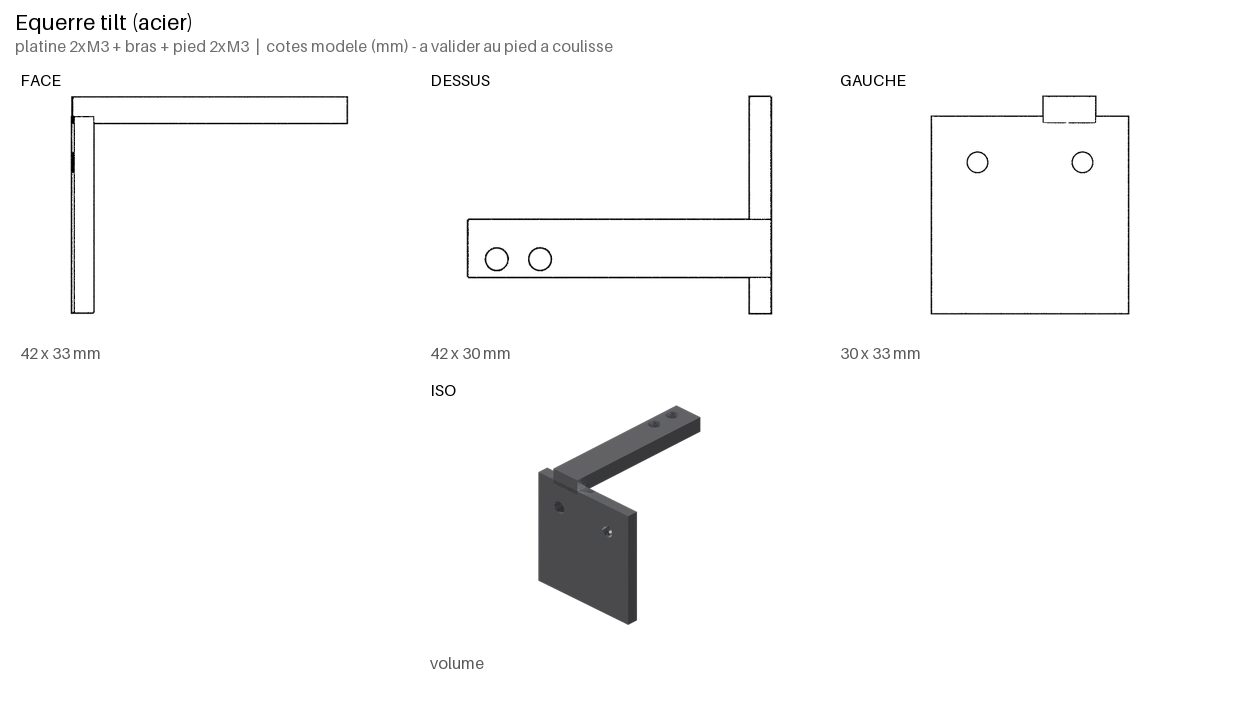 Equerre tilt (acier)
platine 2xM3 + bras + pied 2xM3 | cotes modele (mm) - a valider au pied a coulisse
FACE
DESSUS
GAUCHE
42 x 33 mm
42 x 30 mm
30 x 33 mm
ISO
volume